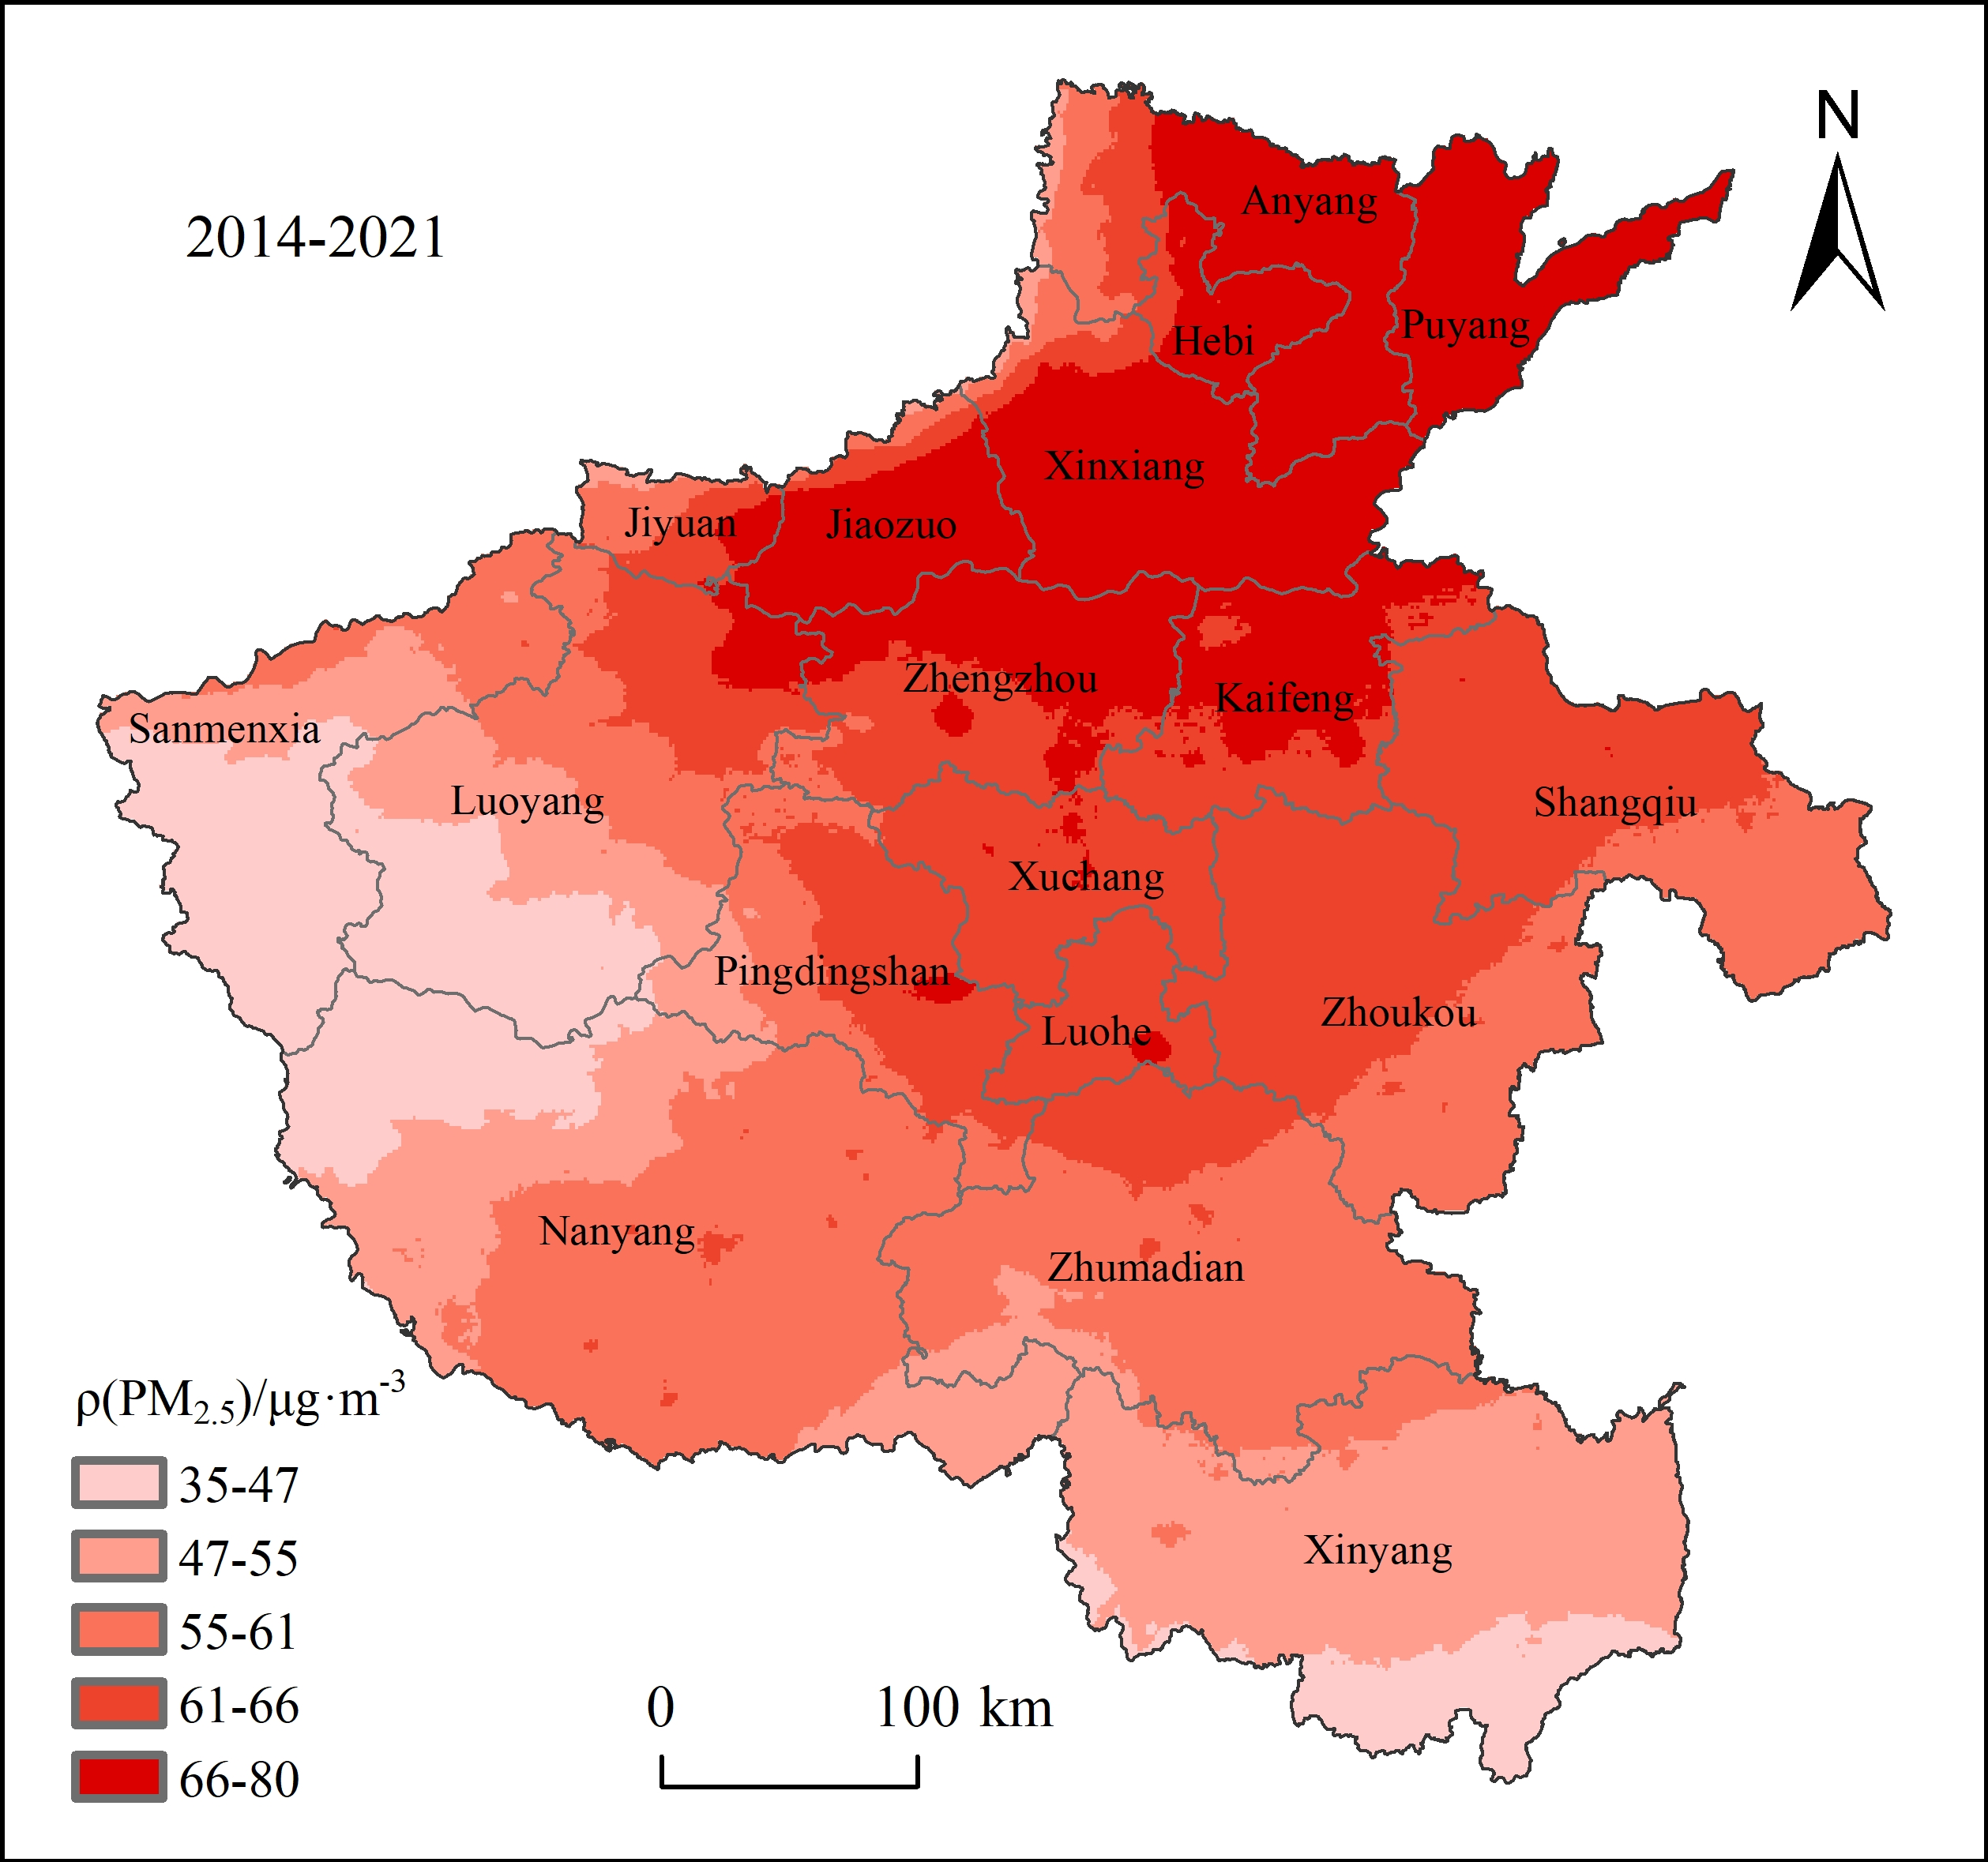 N
2014-2021
Anyang
Puyang
Hebi
Xinxiang
Jiyuan
Jiaozuo
Zhengzhou
Kaifeng
Sanmenxia
Luoyang
Shangqiu
Xuchang
Pingdingshan
Zhoukou
Luohe
Nanyang
Zhumadian
Xinyang
ρ(PM2.5)/μg·m-3
35-47
47-55
55-61
61-66
66-80
0 100 km